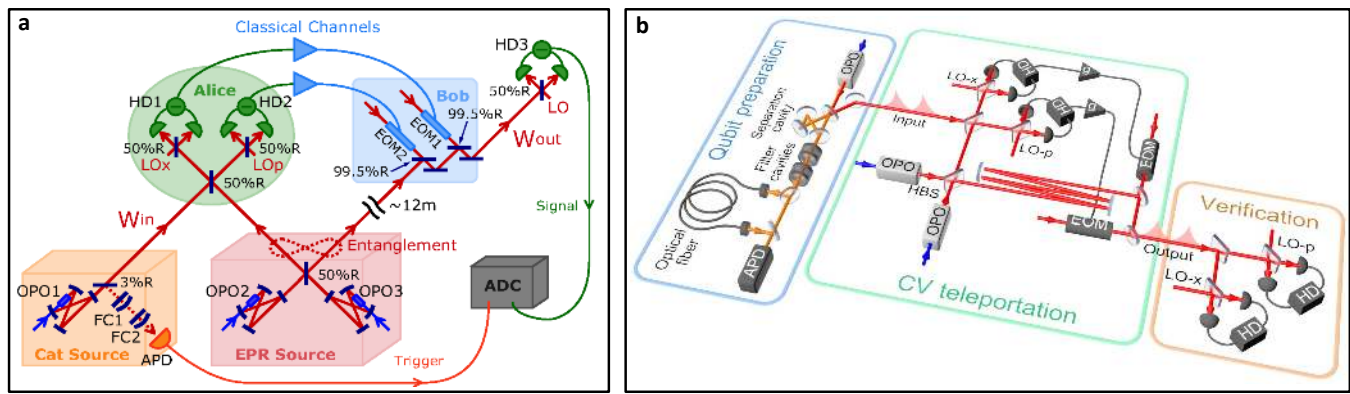 a
Classical Channels
HD3
50%R
LO
Alice
HD1
HD2
50%R
50%R
LOx
LOp
50%R
Bob
EOM1
EOM2
99.5%R
99.5%R
Wout
~12m
Signal
Win
Entanglement
50%R
3%R
OPO1
FC1
FC2
APD
Cat Source
OPO2
OPO3
EPR Source
ADC
Trigger
b
Qubit preparation
OPO
Separation
cavity
Filter
cavities
Optical
fiber
APD
Input
LO-x
HD
LO-p
HD
OPO
HBS
OPO
EOM
EOM
CV teleportation
Output
Verification
LO-p
LO-x
HD
HD